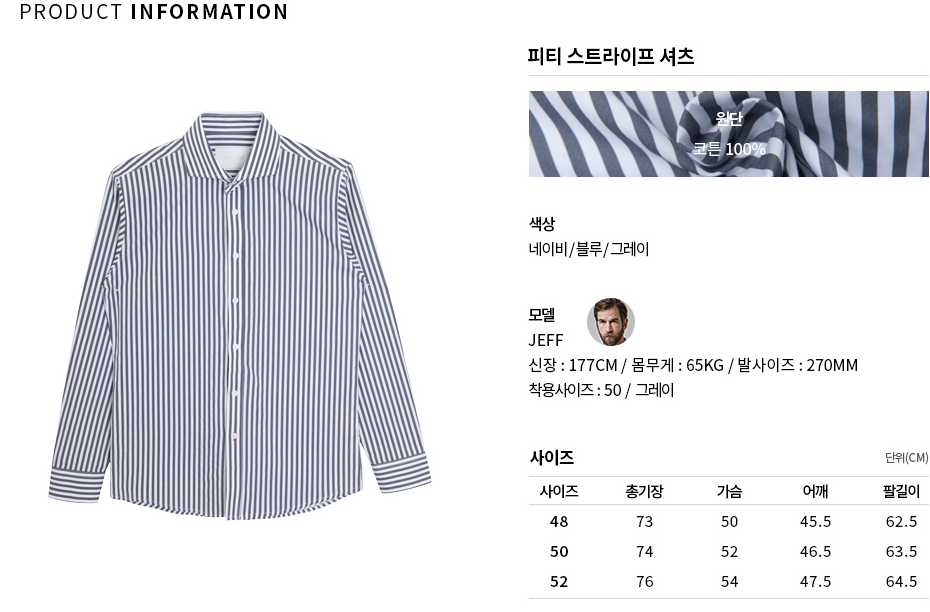 PRODUCT INFORMATION
피티 스트라이프 셔츠
원단
코튼 100%
색상
네이비/블루/그레이
모델
JEFF
신장 : 177CM / 몸무게 : 65KG / 발사이즈 : 270MM
착용사이즈 : 50 / 그레이
사이즈 단위(CM)
사이즈 총기장 가슴 어깨 팔길이
48 73 50 45.5 62.5
50 74 52 46.5 63.5
52 76 54 47.5 64.5